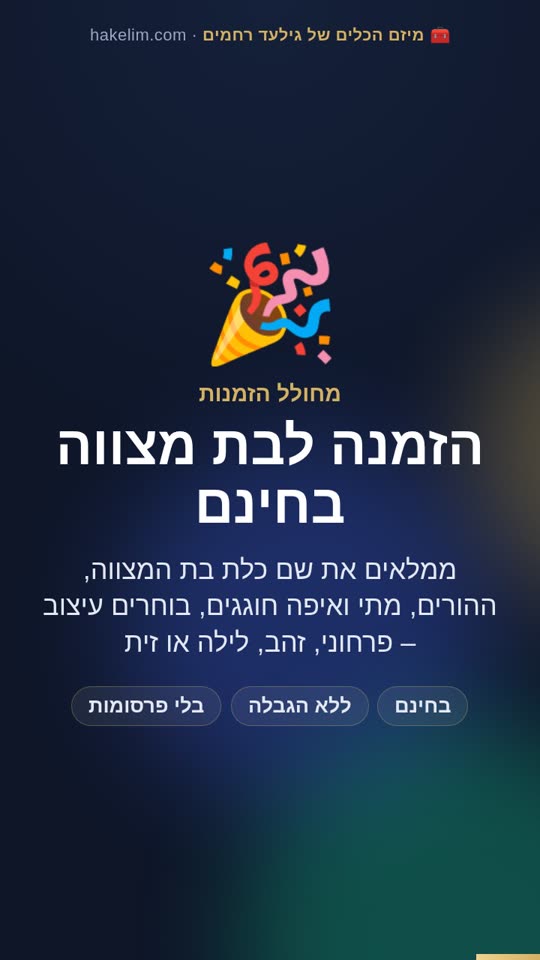 🧰 מיזם הכלים של גילעד רחמים · hakelim.com
מחולל הזמנות
הזמנה לבת מצווה
בחינם
ממלאים את שם כלת בת המצווה,
ההורים, מתי ואיפה חוגגים, בוחרים עיצוב
– פרחוני, זהב, לילה או זית
בחינם
ללא הגבלה
בלי פרסומות